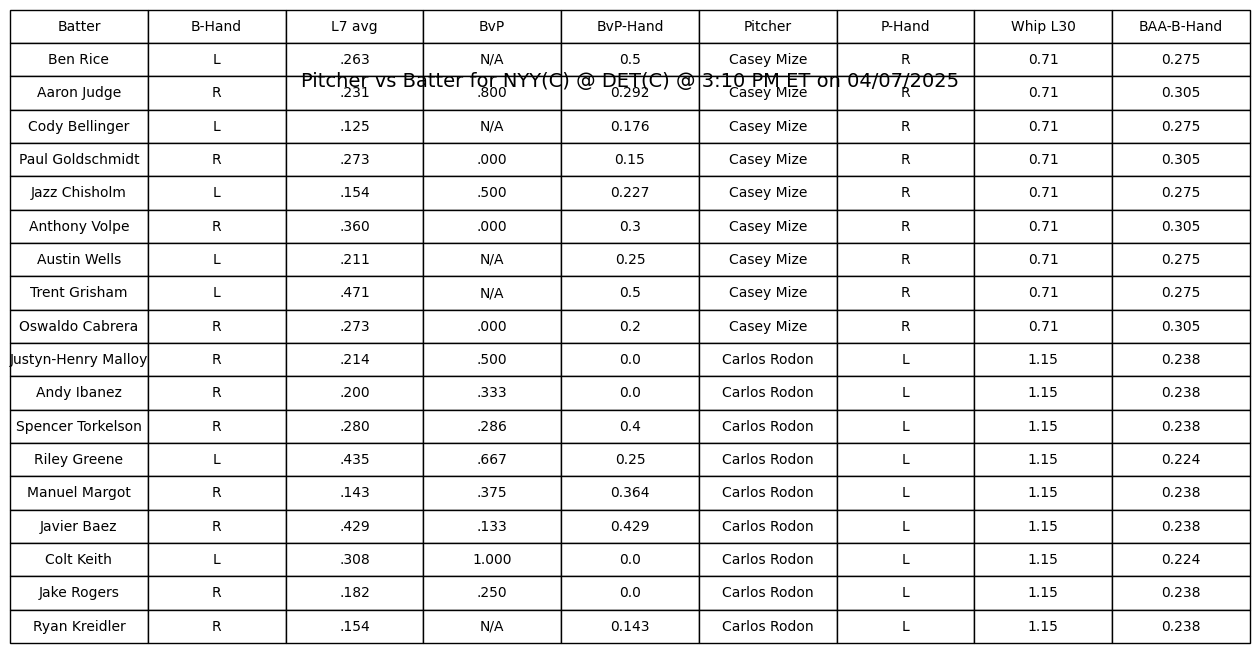 Batter B-Hand L7 avg BvP BvP-Hand Pitcher P-Hand Whip L30 BAA-B-Hand
Ben Rice L .263 N/A 0.5 Casey Mize R 0.71 0.275
Pitcher vs Batter for NYY(C) @ DET(C) @ 3:10 PM ET on 04/07/2025
Aaron Judge R .231 .800 0.292 Casey Mize R 0.71 0.305
Cody Bellinger L .125 N/A 0.176 Casey Mize R 0.71 0.275
Paul Goldschmidt R .273 .000 0.15 Casey Mize R 0.71 0.305
Jazz Chisholm L .154 .500 0.227 Casey Mize R 0.71 0.275
Anthony Volpe R .360 .000 0.3 Casey Mize R 0.71 0.305
Austin Wells L .211 N/A 0.25 Casey Mize R 0.71 0.275
Trent Grisham L .471 N/A 0.5 Casey Mize R 0.71 0.275
Oswaldo Cabrera R .273 .000 0.2 Casey Mize R 0.71 0.305
Justyn-Henry Malloy R .214 .500 0.0 Carlos Rodon L 1.15 0.238
Andy Ibanez R .200 .333 0.0 Carlos Rodon L 1.15 0.238
Spencer Torkelson R .280 .286 0.4 Carlos Rodon L 1.15 0.238
Riley Greene L .435 .667 0.25 Carlos Rodon L 1.15 0.224
Manuel Margot R .143 .375 0.364 Carlos Rodon L 1.15 0.238
Javier Baez R .429 .133 0.429 Carlos Rodon L 1.15 0.238
Colt Keith L .308 1.000 0.0 Carlos Rodon L 1.15 0.224
Jake Rogers R .182 .250 0.0 Carlos Rodon L 1.15 0.238
Ryan Kreidler R .154 N/A 0.143 Carlos Rodon L 1.15 0.238